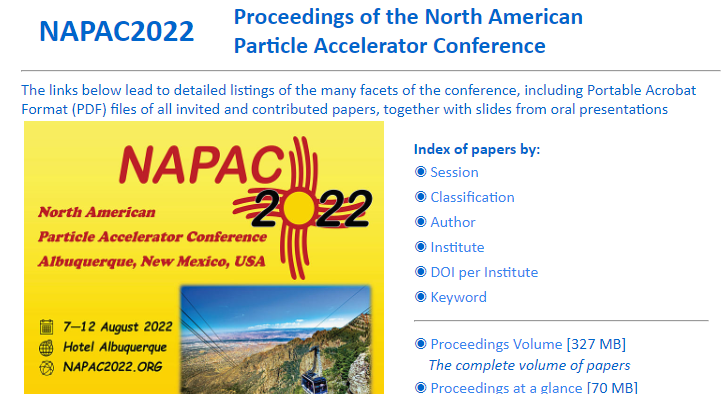 NAPAC2022
Proceedings of the North American
Particle Accelerator Conference
The links below lead to detailed listings of the many facets of the conference, including Portable Acrobat
Format (PDF) files of all invited and contributed papers, together with slides from oral presentations
NAPAC
2022
North American
Particle Accelerator Conference
Albuquerque, New Mexico, USA
7–12 August 2022
Hotel Albuquerque
NAPAC2022.ORG
Index of papers by:
Session
Classification
Author
Institute
DOI per Institute
Keyword
Proceedings Volume [327 MB]
The complete volume of papers
Proceedings at a glance [70 MB]